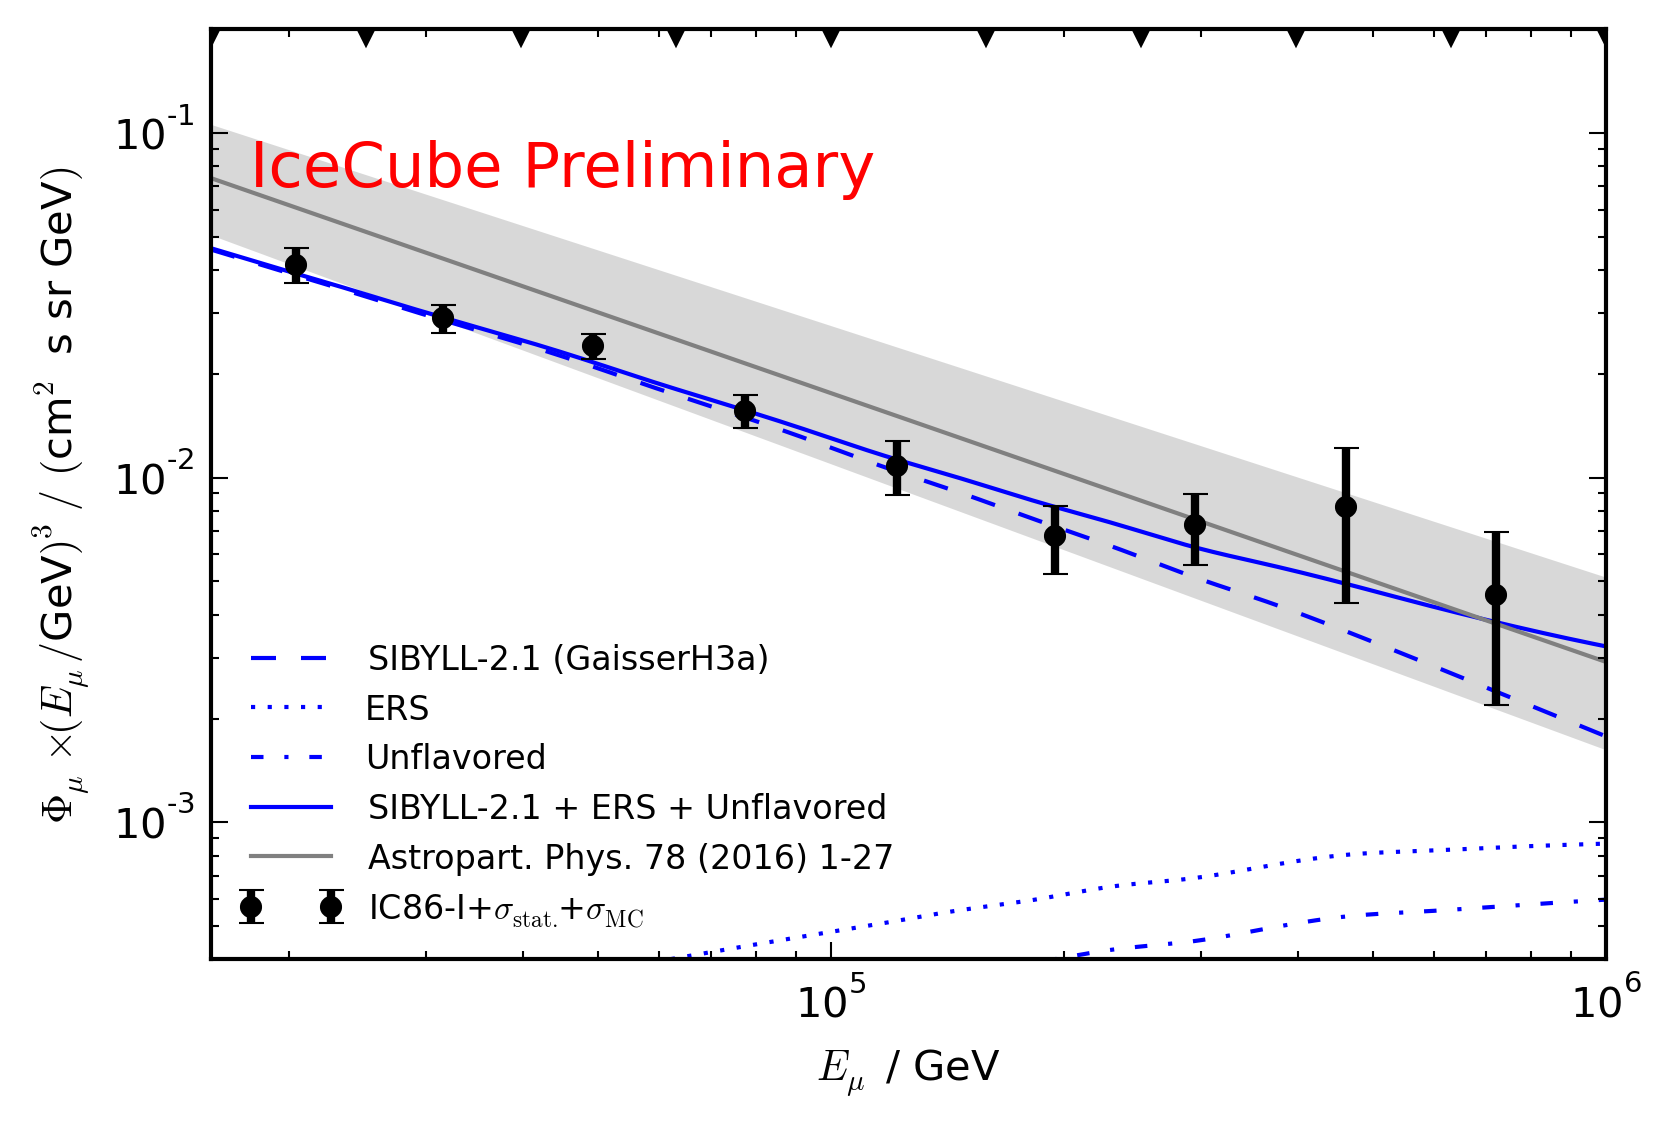 IceCube Preliminary
10^-1
10^-2
10^-3
Φ_μ ×(E_μ/GeV)^3 / (cm^2 s sr GeV)
SIBYLL-2.1 (GaisserH3a)
ERS
Unflavored
SIBYLL-2.1 + ERS + Unflavored
Astropart. Phys. 78 (2016) 1-27
IC86-I+σ_stat.+σ_MC
10^5
10^6
E_μ / GeV